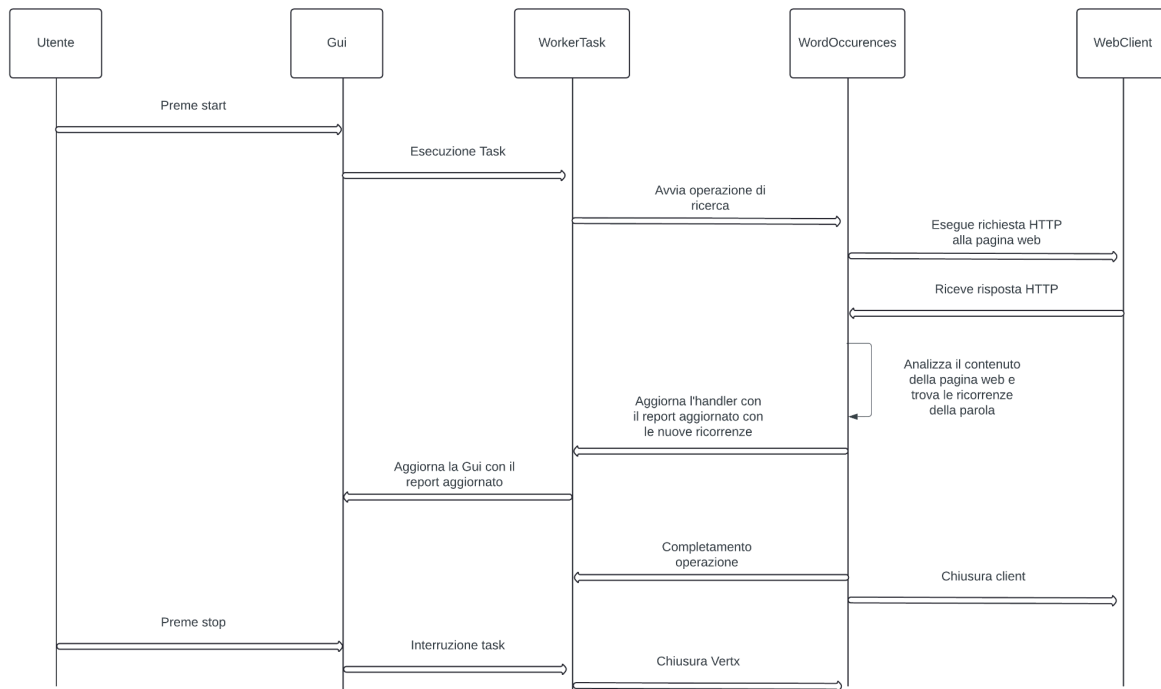 Utente
Gui
WorkerTask
WordOccurences
WebClient
Preme start
Esecuzione Task
Avvia operazione di
ricerca
Esegue richiesta HTTP
alla pagina web
Riceve risposta HTTP
Analizza il contenuto
della pagina web e
trova le ricorrenze
della parola
Aggiorna l'handler con
il report aggiornato con
le nuove ricorrenze
Aggiorna la Gui con il
report aggiornato
Completamento
operazione
Chiusura client
Preme stop
Interruzione task
Chiusura Vertx